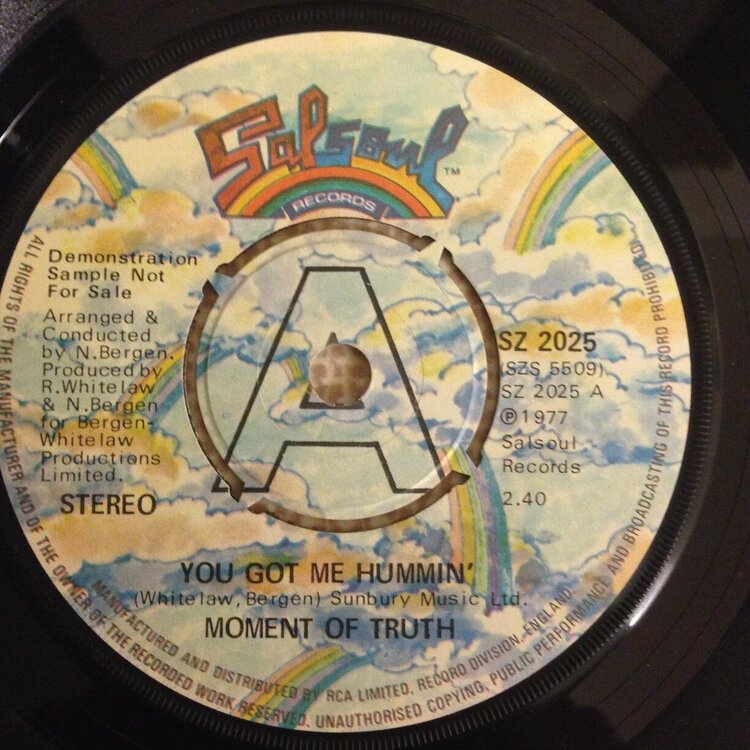 Salsoul TM
RECORDS
Demonstration
Sample Not
For Sale
Arranged &
Conducted
by N.Bergen.
Produced by
R.Whitelaw
& N.Bergen
for Bergen-
Whitelaw
Productions
Limited.
STEREO
A
SZ 2025
(SZS 5509)
SZ 2025 A
Ⓟ 1977
Salsoul
Records
2.40
YOU GOT ME HUMMIN'
(Whitelaw, Bergen) Sunbury Music Ltd.
MOMENT OF TRUTH
MANUFACTURED AND DISTRIBUTED BY RCA LIMITED. RECORD DIVISION, ENGLAND.
ALL RIGHTS OF THE MANUFACTURER AND OF THE OWNER OF THE RECORDED WORK RESERVED. UNAUTHORISED COPYING, PUBLIC PERFORMANCE AND BROADCASTING OF THIS RECORD PROHIBITED.